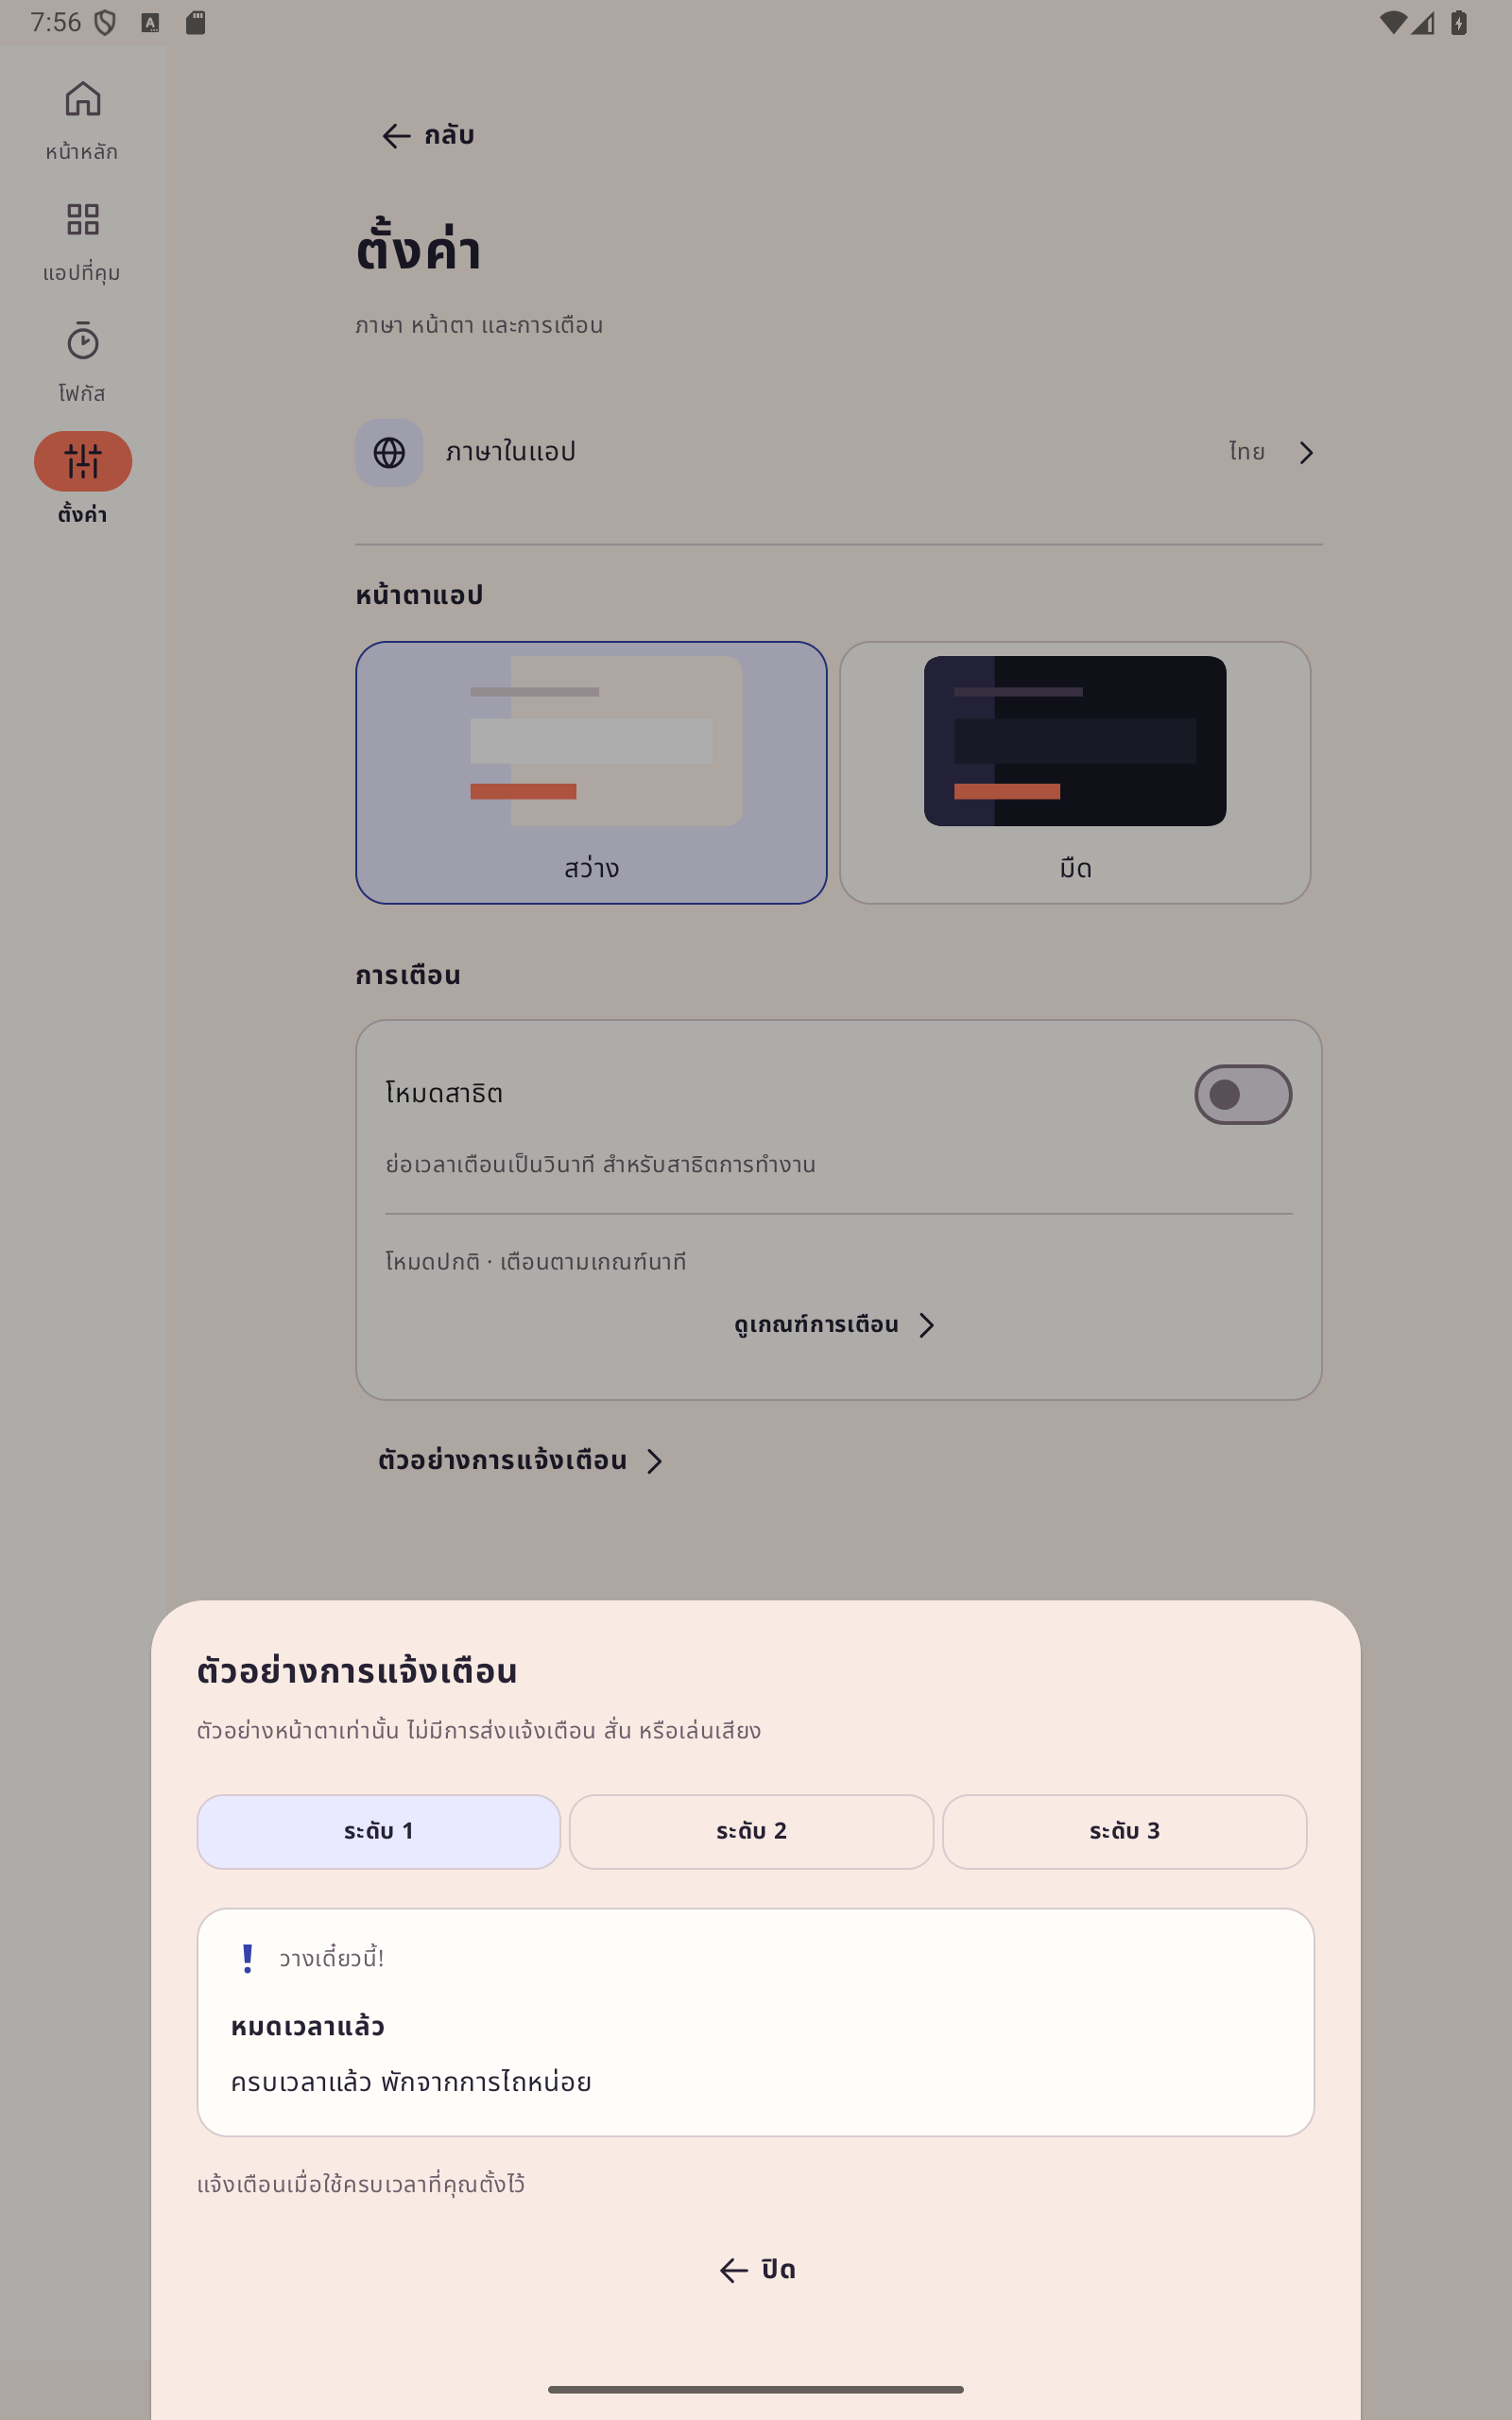 7:56
หน้าหลัก
แอปที่คุม
โฟกัส
ตั้งค่า
กลับ
ตั้งค่า
ภาษา หน้าตา และการเตือน
ภาษาในแอป
ไทย
หน้าตาแอป
สว่าง
มืด
การเตือน
โหมดสาธิต
ย่อเวลาเตือนเป็นวินาที สำหรับสาธิตการทำงาน
โหมดปกติ · เตือนตามเกณฑ์นาที
ดูเกณฑ์การเตือน
ตัวอย่างการแจ้งเตือน
ตัวอย่างการแจ้งเตือน
ตัวอย่างหน้าตาเท่านั้น ไม่มีการส่งแจ้งเตือน สั่น หรือเล่นเสียง
ระดับ 1
ระดับ 2
ระดับ 3
วางเดี๋ยวนี้!
หมดเวลาแล้ว
ครบเวลาแล้ว พักจากการไถหน่อย
แจ้งเตือนเมื่อใช้ครบเวลาที่คุณตั้งไว้
ปิด